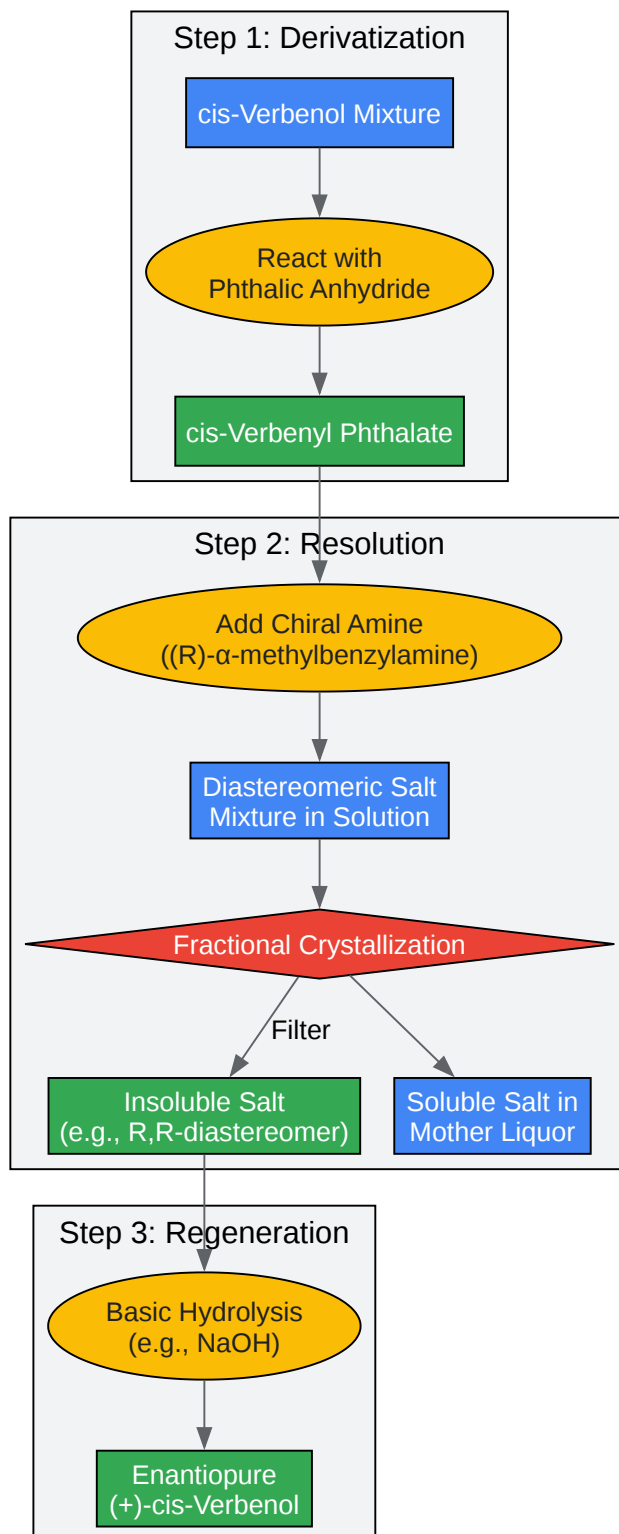 Step 1: Derivatization
cis-Verbenol Mixture
React with
Phthalic Anhydride
cis-Verbenyl Phthalate
Step 2: Resolution
Add Chiral Amine
((R)-α-methylbenzylamine)
Diastereomeric Salt
Mixture in Solution
Fractional Crystallization
Filter
Insoluble Salt
(e.g., R,R-diastereomer)
Soluble Salt in
Mother Liquor
Step 3: Regeneration
Basic Hydrolysis
(e.g., NaOH)
Enantiopure
(+)-cis-Verbenol